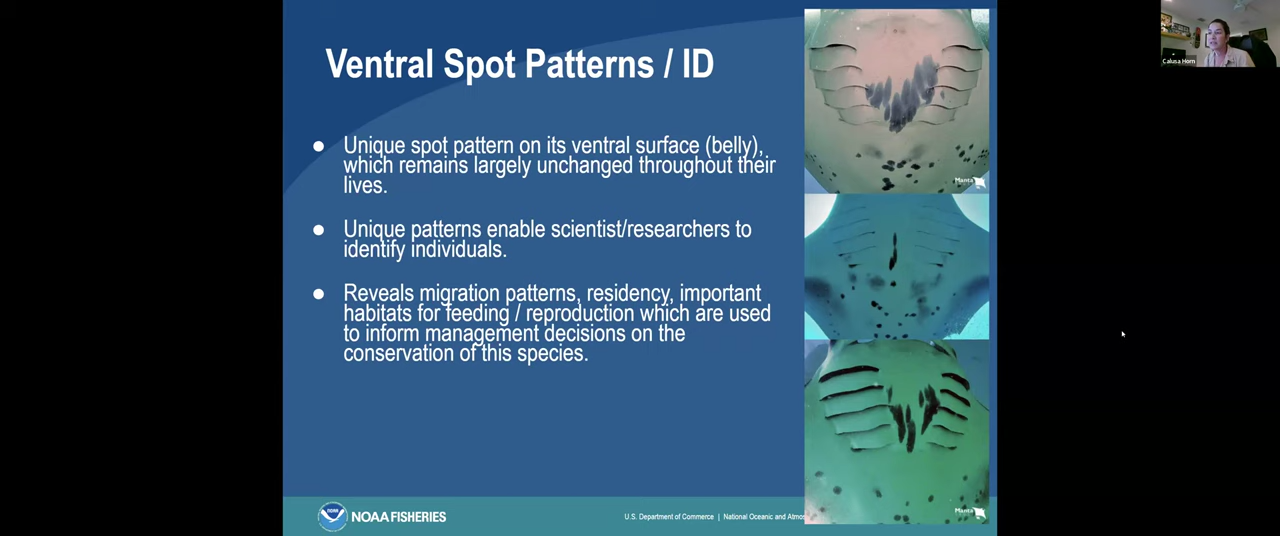 Ventral Spot Patterns / ID
● Unique spot pattern on its ventral surface (belly),
which remains largely unchanged throughout their
lives.
● Unique patterns enable scientist/researchers to
identify individuals.
● Reveals migration patterns, residency, important
habitats for feeding / reproduction which are used
to inform management decisions on the
conservation of this species.
Manta
Manta
NOAA FISHERIES
U.S. Department of Commerce | National Oceanic and Atmos
Calusa Horn